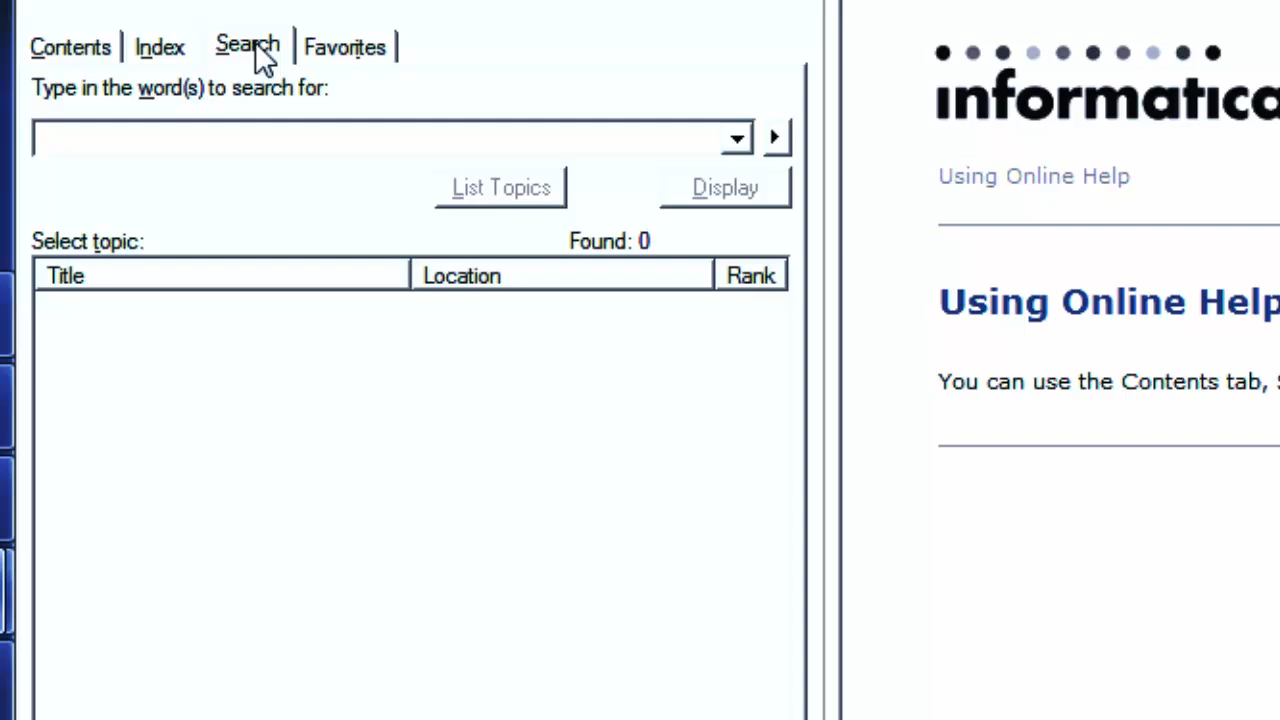 Contents Index Search Favorites
Type in the word(s) to search for:
List Topics Display
Select topic: Found: 0
Title Location Rank
informatica
Using Online Help
Using Online Help
You can use the Contents tab,